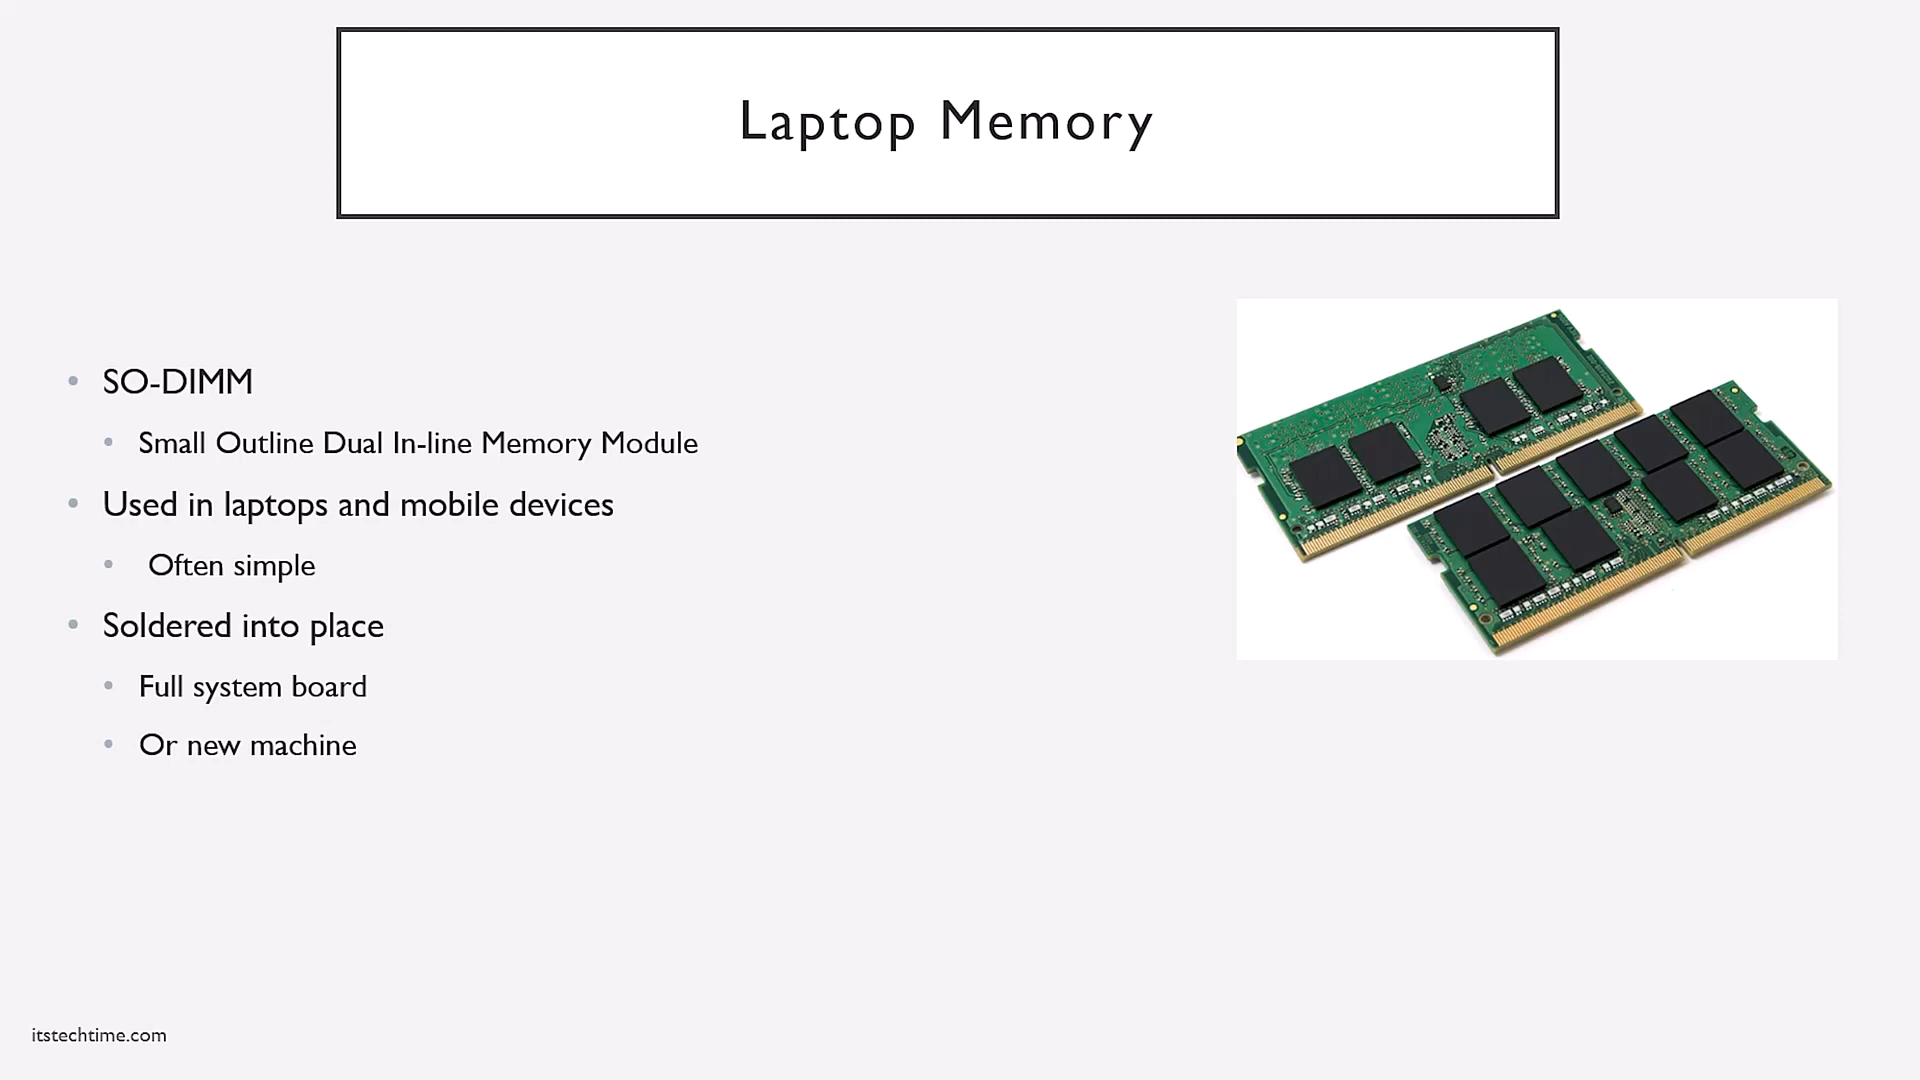 Laptop Memory
SO-DIMM
Small Outline Dual In-line Memory Module
Used in laptops and mobile devices
Often simple
Soldered into place
Full system board
Or new machine
itstechtime.com